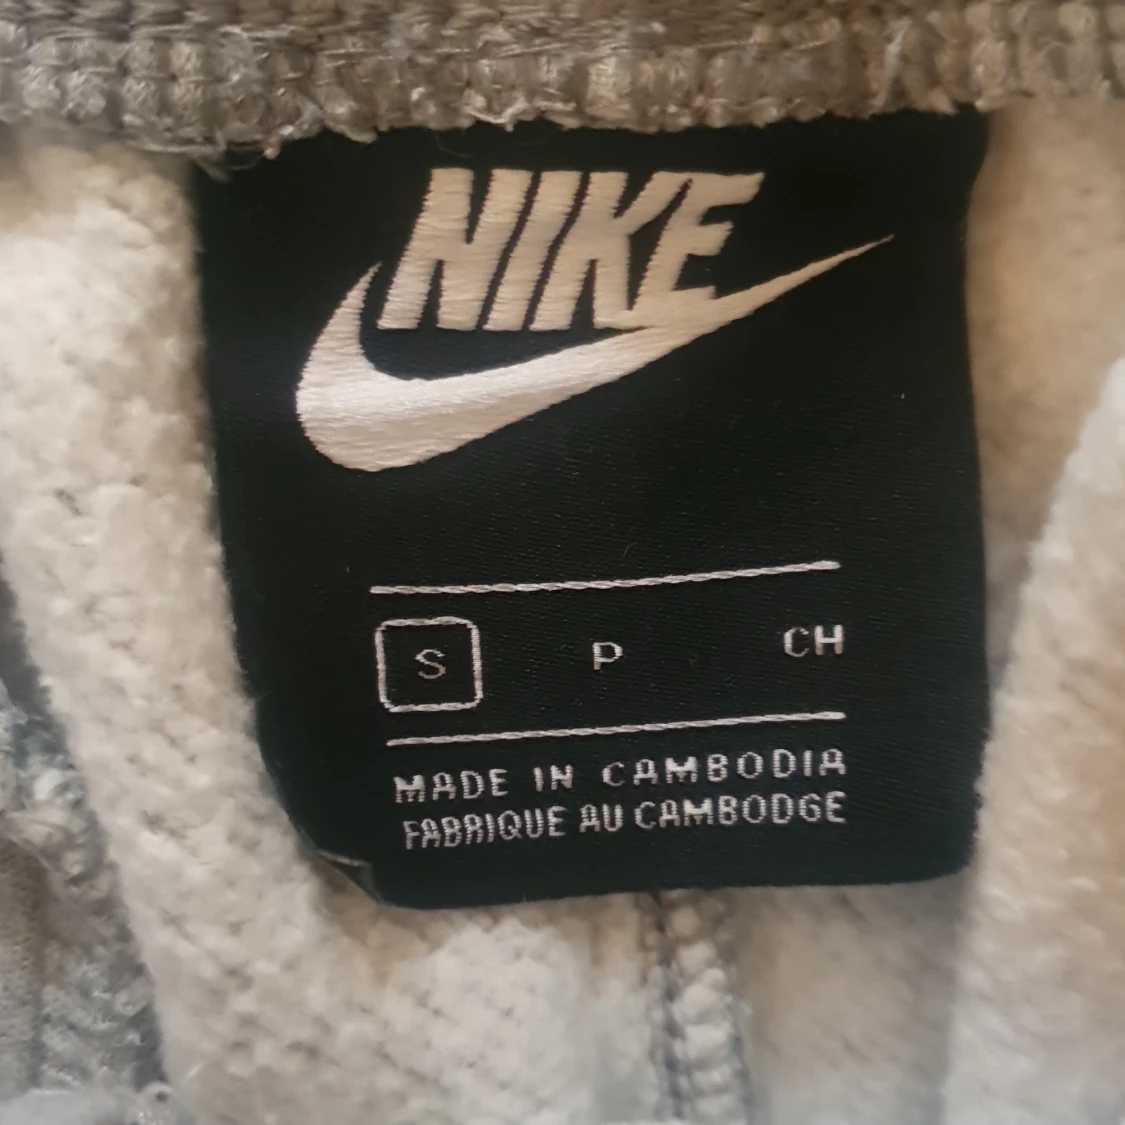 NIKE
S P CH
MADE IN CAMBODIA
FABRIQUE AU CAMBODGE